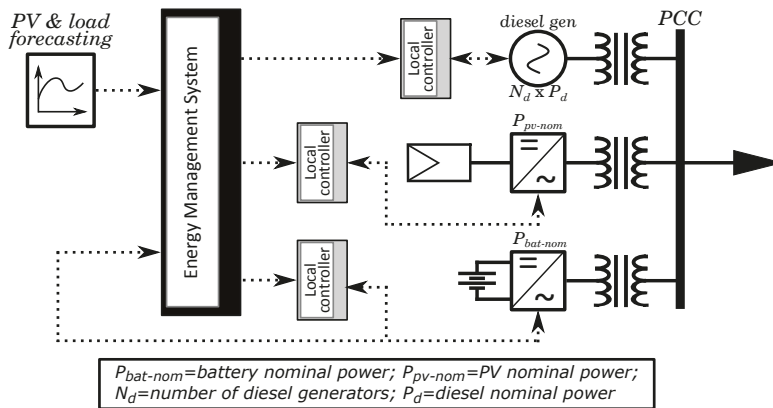 PV & load
forecasting
Energy Management System
Local
controller
diesel gen
N_d x P_d
PCC
Local
controller
P_pv-nom
Local
controller
P_bat-nom
P_bat-nom=battery nominal power; P_pv-nom=PV nominal power;
N_d=number of diesel generators; P_d=diesel nominal power